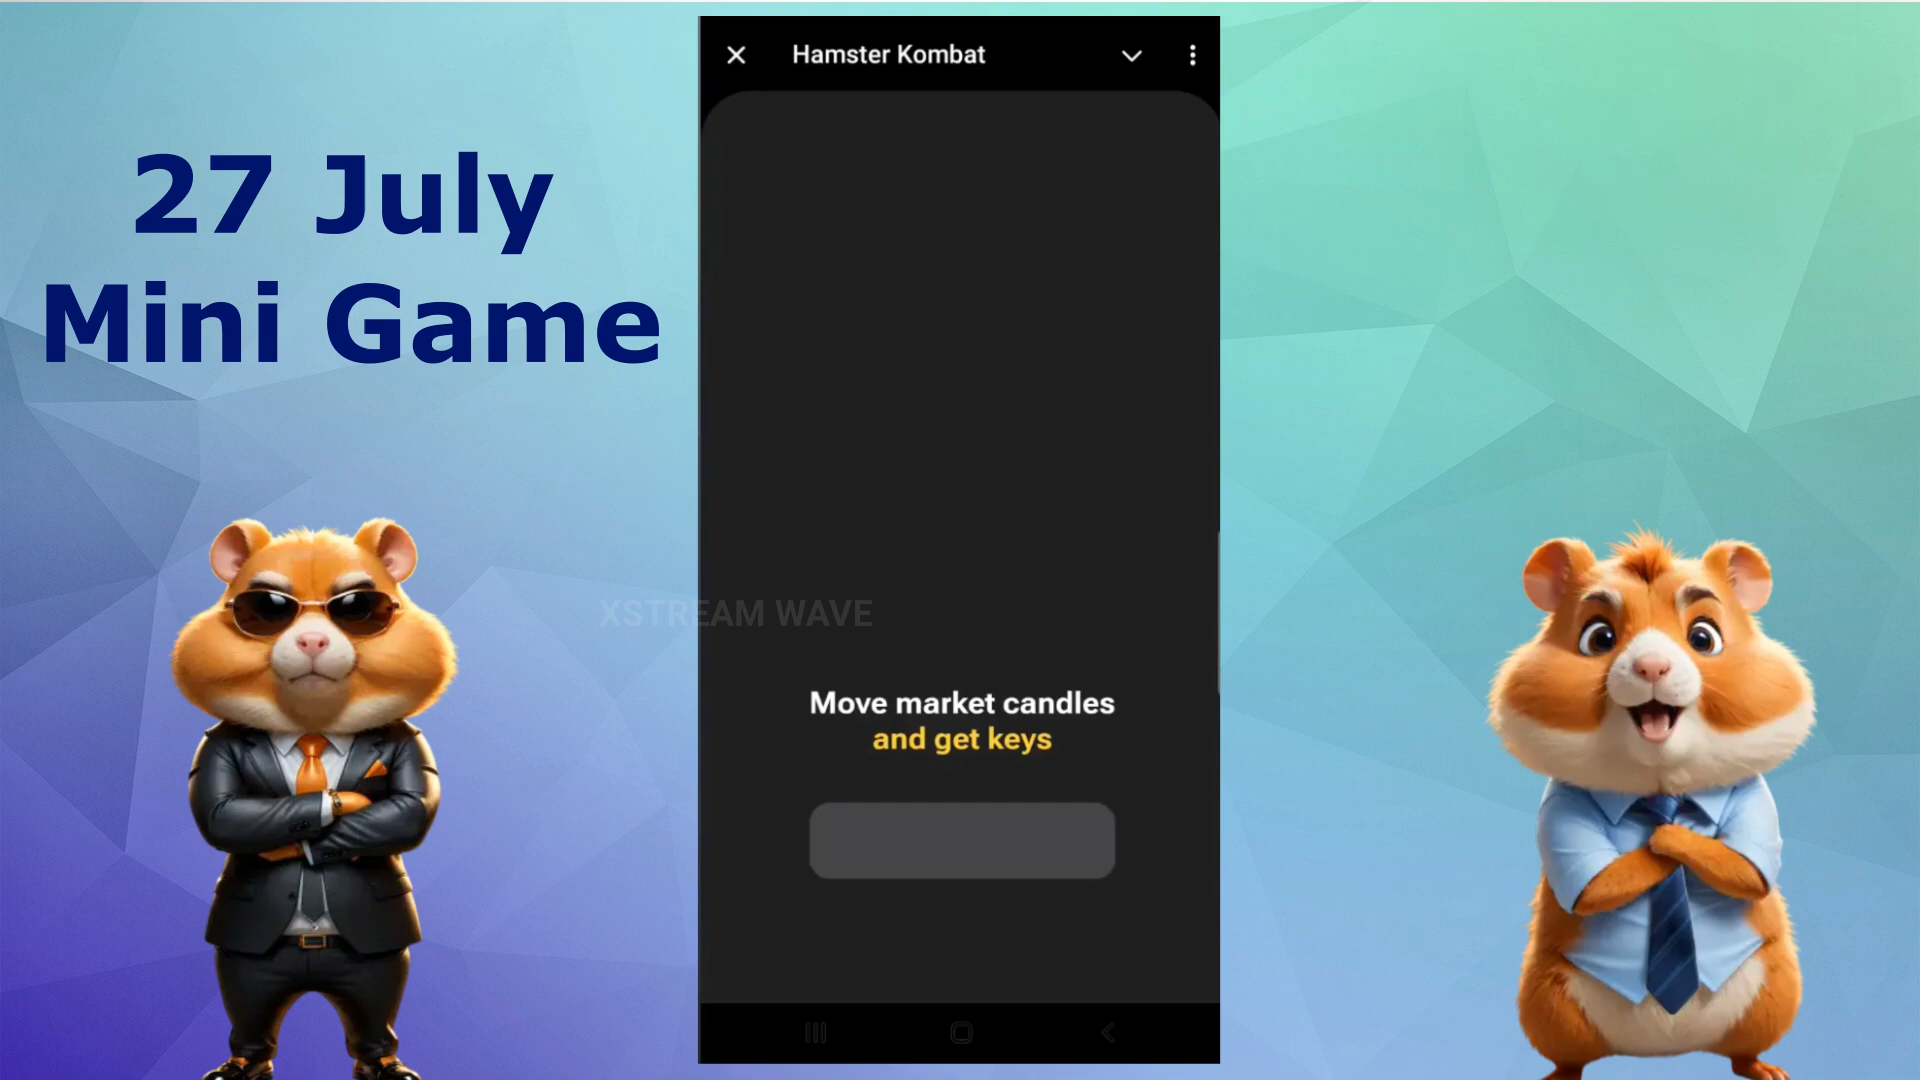 27 July
Mini Game
Hamster Kombat
XSTREAM WAVE
Move market candles
and get keys